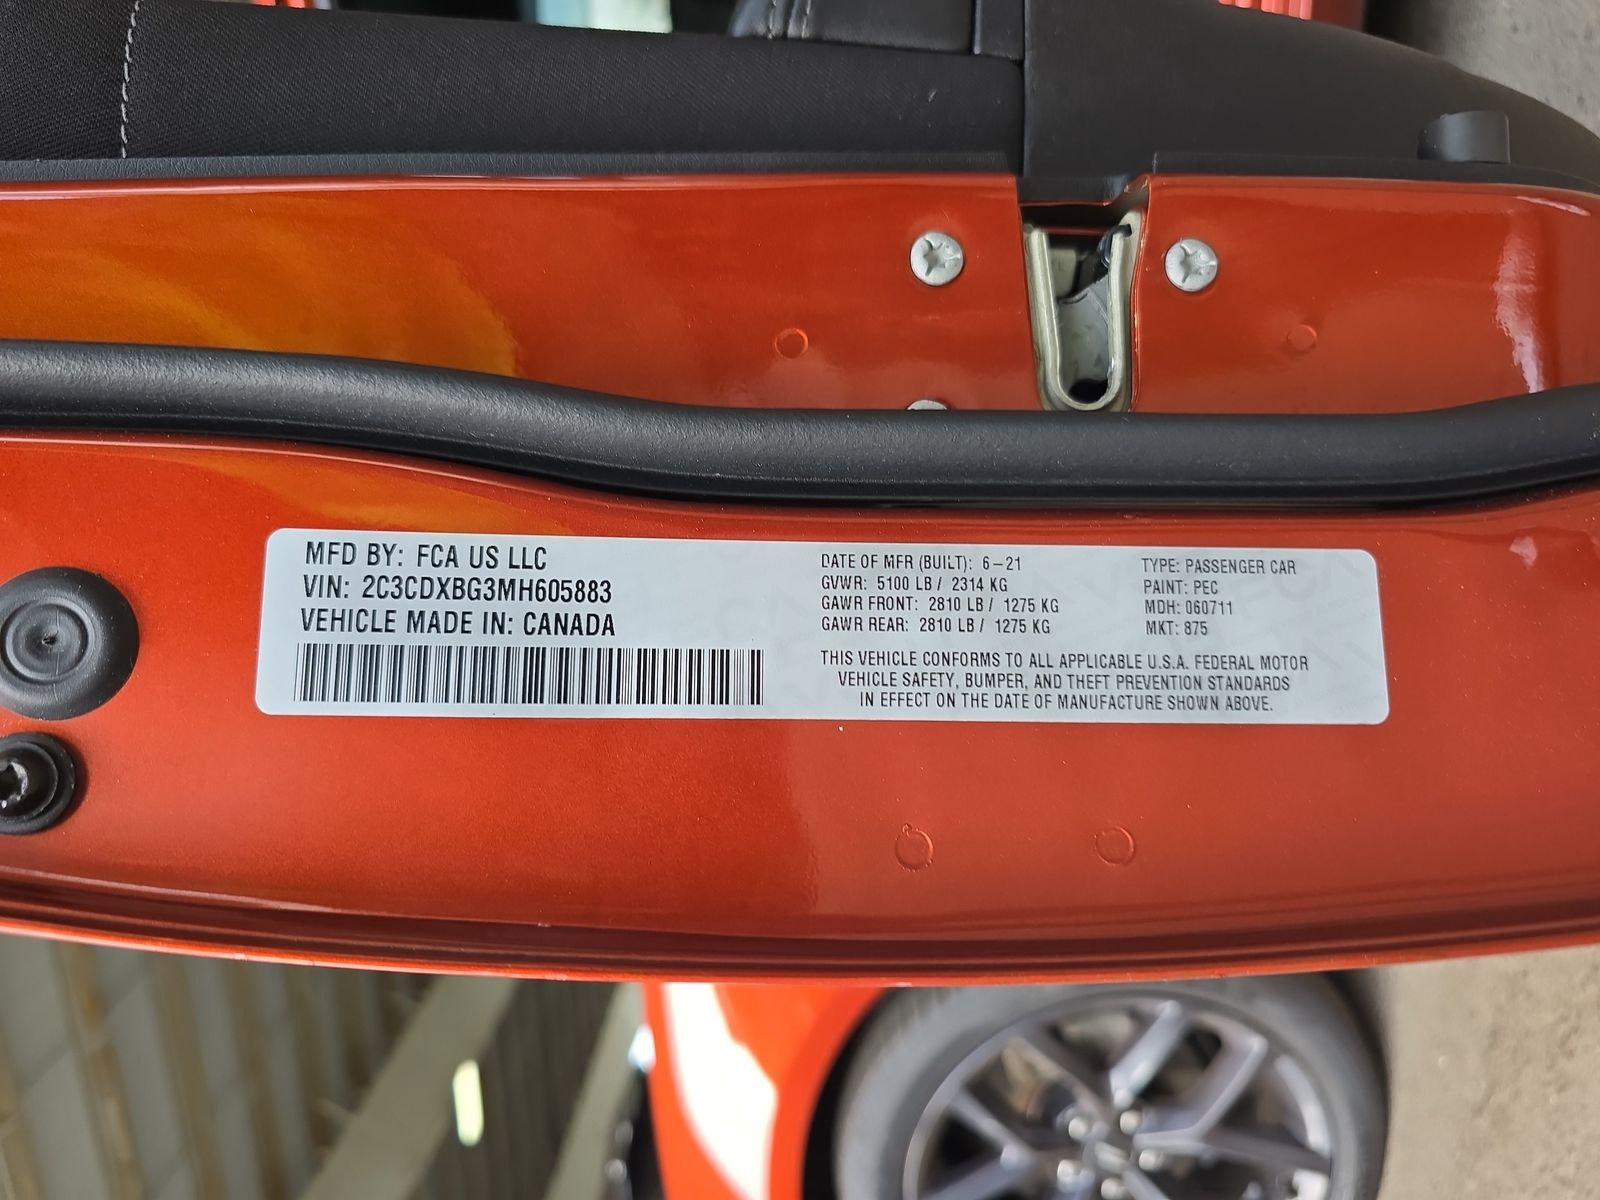 MFD BY: FCA US LLC
VIN: 2C3CDXBG3MH605883
VEHICLE MADE IN: CANADA
DATE OF MFR (BUILT): 6-21
GVWR: 5100 LB / 2314 KG
GAWR FRONT: 2810 LB / 1275 KG
GAWR REAR: 2810 LB / 1275 KG
TYPE: PASSENGER CAR
PAINT: PEC
MDH: 060711
MKT: 875
THIS VEHICLE CONFORMS TO ALL APPLICABLE U.S.A. FEDERAL MOTOR
VEHICLE SAFETY, BUMPER, AND THEFT PREVENTION STANDARDS
IN EFFECT ON THE DATE OF MANUFACTURE SHOWN ABOVE.